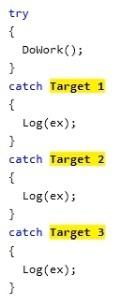 try
{
DoWork();
}
catch Target 1
{
Log(ex);
}
catch Target 2
{
Log(ex);
}
catch Target 3
{
Log(ex);
}